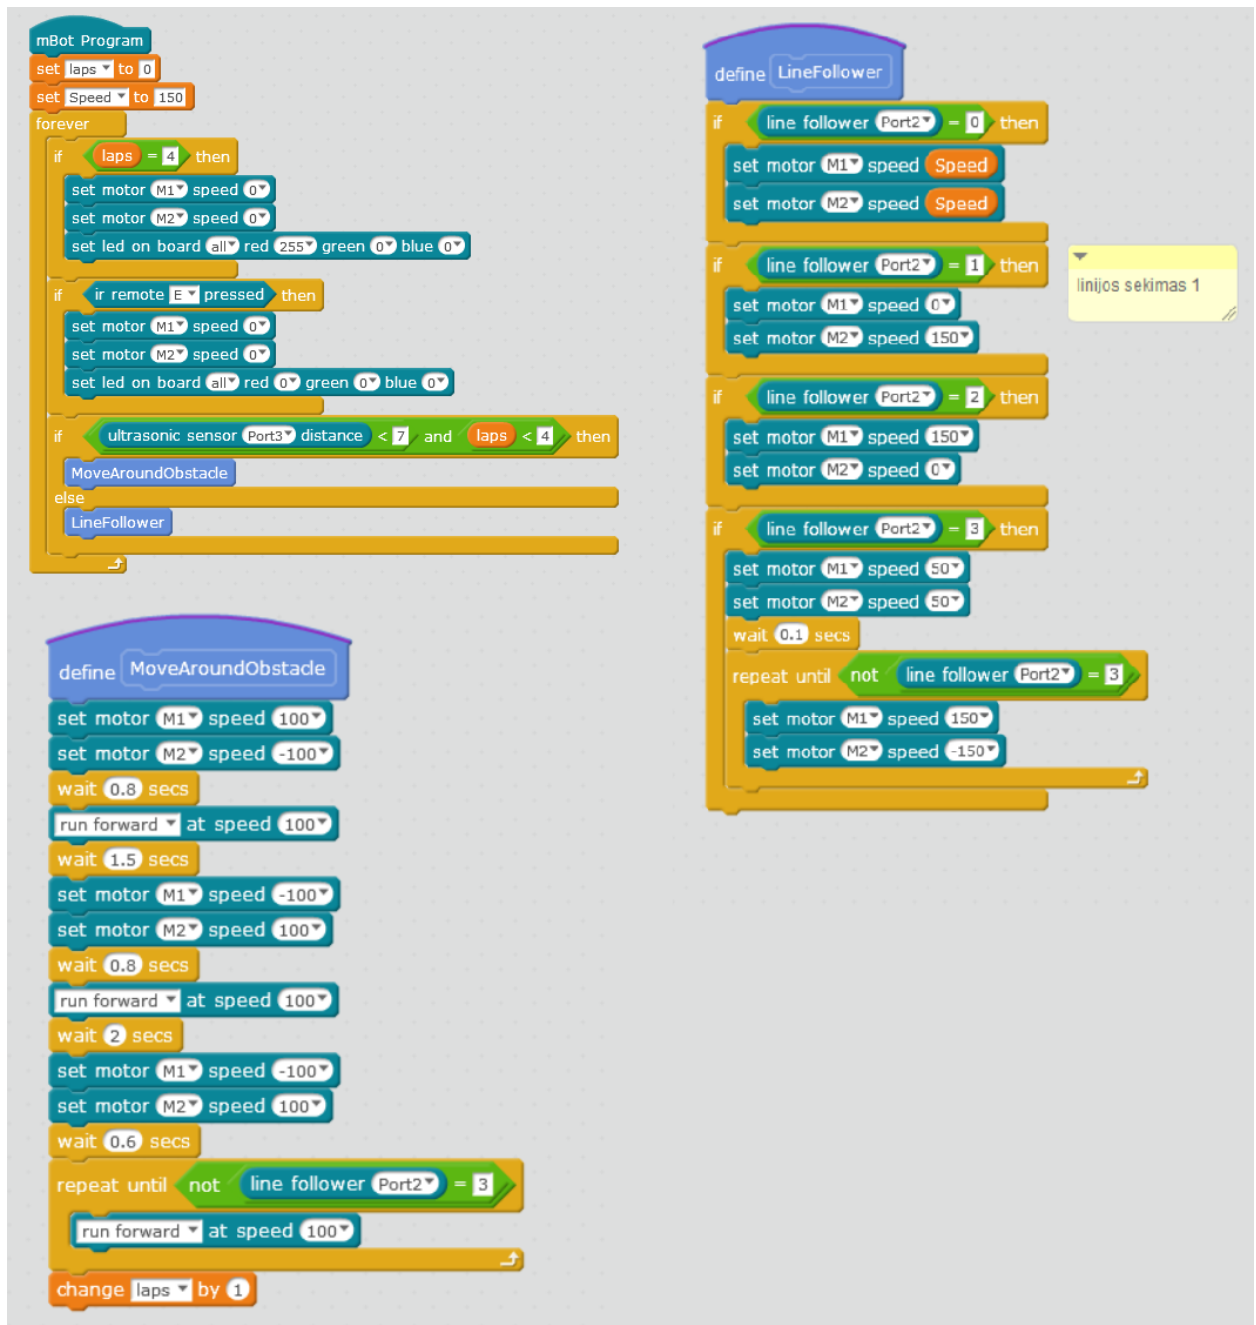 mBot Program
set laps to 0
set Speed to 150
forever
if laps = 4 then
set motor M1 speed 0
set motor M2 speed 0
set led on board all red 255 green 0 blue 0
if ir remote E pressed then
set motor M1 speed 0
set motor M2 speed 0
set led on board all red 0 green 0 blue 0
if ultrasonic sensor Port3 distance < 7 and laps < 4 then
MoveAroundObstacle
else
LineFollower
define MoveAroundObstacle
set motor M1 speed 100
set motor M2 speed -100
wait 0.8 secs
run forward at speed 100
wait 1.5 secs
set motor M1 speed -100
set motor M2 speed 100
wait 0.8 secs
run forward at speed 100
wait 2 secs
set motor M1 speed -100
set motor M2 speed 100
wait 0.6 secs
repeat until not line follower Port2 = 3
run forward at speed 100
change laps by 1
define LineFollower
if line follower Port2 = 0 then
set motor M1 speed Speed
set motor M2 speed Speed
if line follower Port2 = 1 then
set motor M1 speed 0
set motor M2 speed 150
linijos sekimas 1
if line follower Port2 = 2 then
set motor M1 speed 150
set motor M2 speed 0
if line follower Port2 = 3 then
set motor M1 speed 50
set motor M2 speed 50
wait 0.1 secs
repeat until not line follower Port2 = 3
set motor M1 speed 150
set motor M2 speed -150